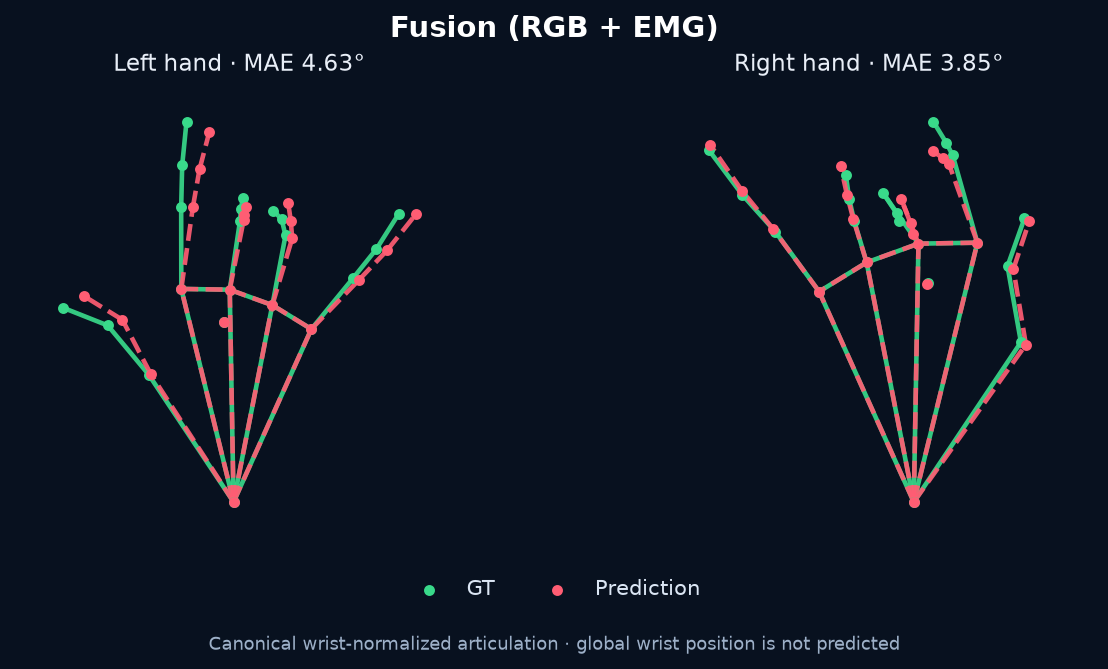 Fusion (RGB + EMG)
Left hand · MAE 4.63°
Right hand · MAE 3.85°
GT
Prediction
Canonical wrist-normalized articulation · global wrist position is not predicted